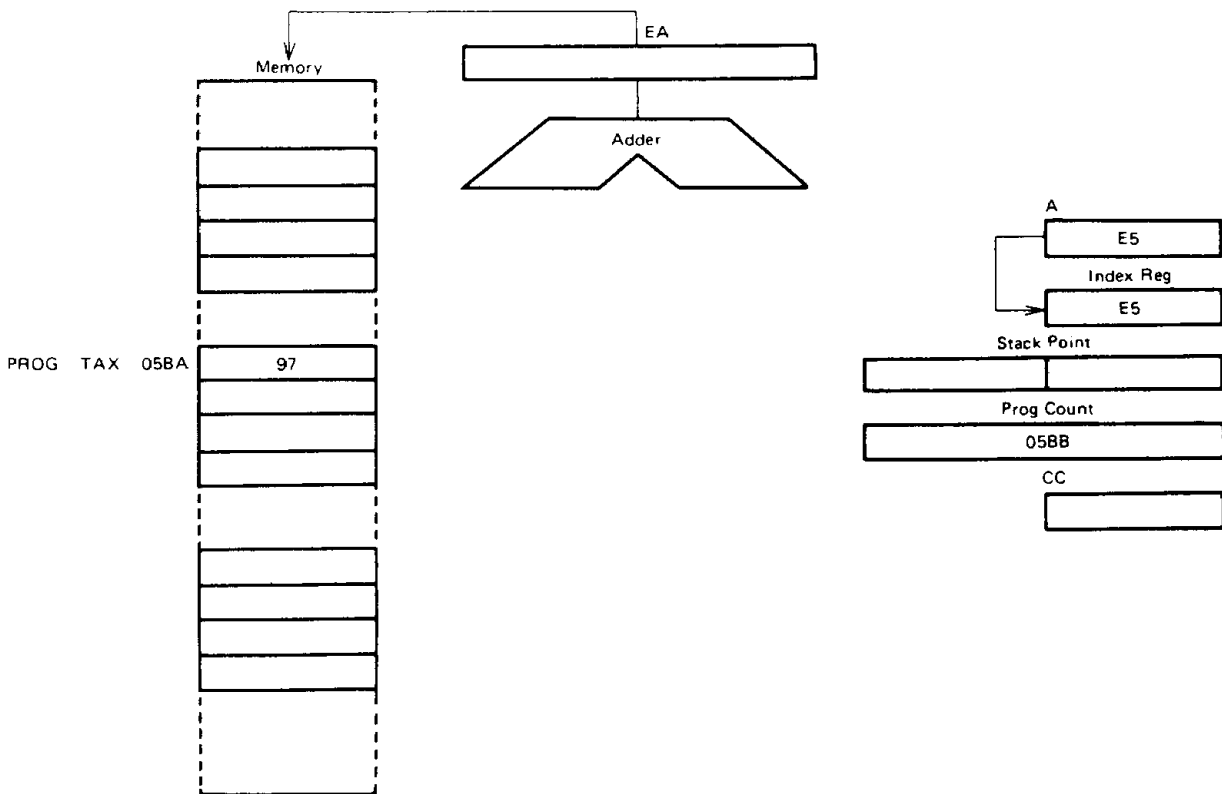 EA
Memory
Adder
A
E5
Index Reg
E5
Stack Point
PROG TAX 05BA 97
Prog Count
05BB
CC